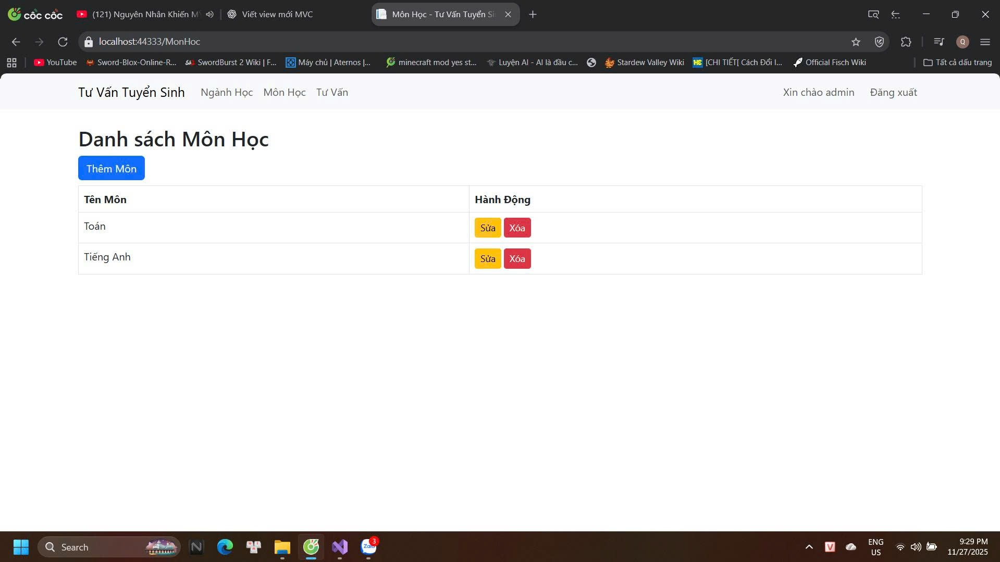 cốc cốc
(121) Nguyên Nhân Khiến M
Viết view mới MVC
Môn Học - Tư Vấn Tuyển Si
localhost:44333/MonHoc
Q
YouTube
Sword-Blox-Online-R...
SwordBurst 2 Wiki | F...
Máy chủ | Aternos |...
minecraft mod yes st...
Luyện AI - AI là đầu c...
Stardew Valley Wiki
HC
[CHI TIẾT[ Cách Đổi I...
Official Fisch Wiki
Tất cả dấu trang
Tư Vấn Tuyển Sinh
Ngành Học
Môn Học
Tư Vấn
Xin chào admin
Đăng xuất
Danh sách Môn Học
Thêm Môn
Tên Môn
Hành Động
Toán
Sửa
Xóa
Tiếng Anh
Sửa
Xóa
Search
N
Zalo
3
V
ENG
US
9:29 PM
11/27/2025